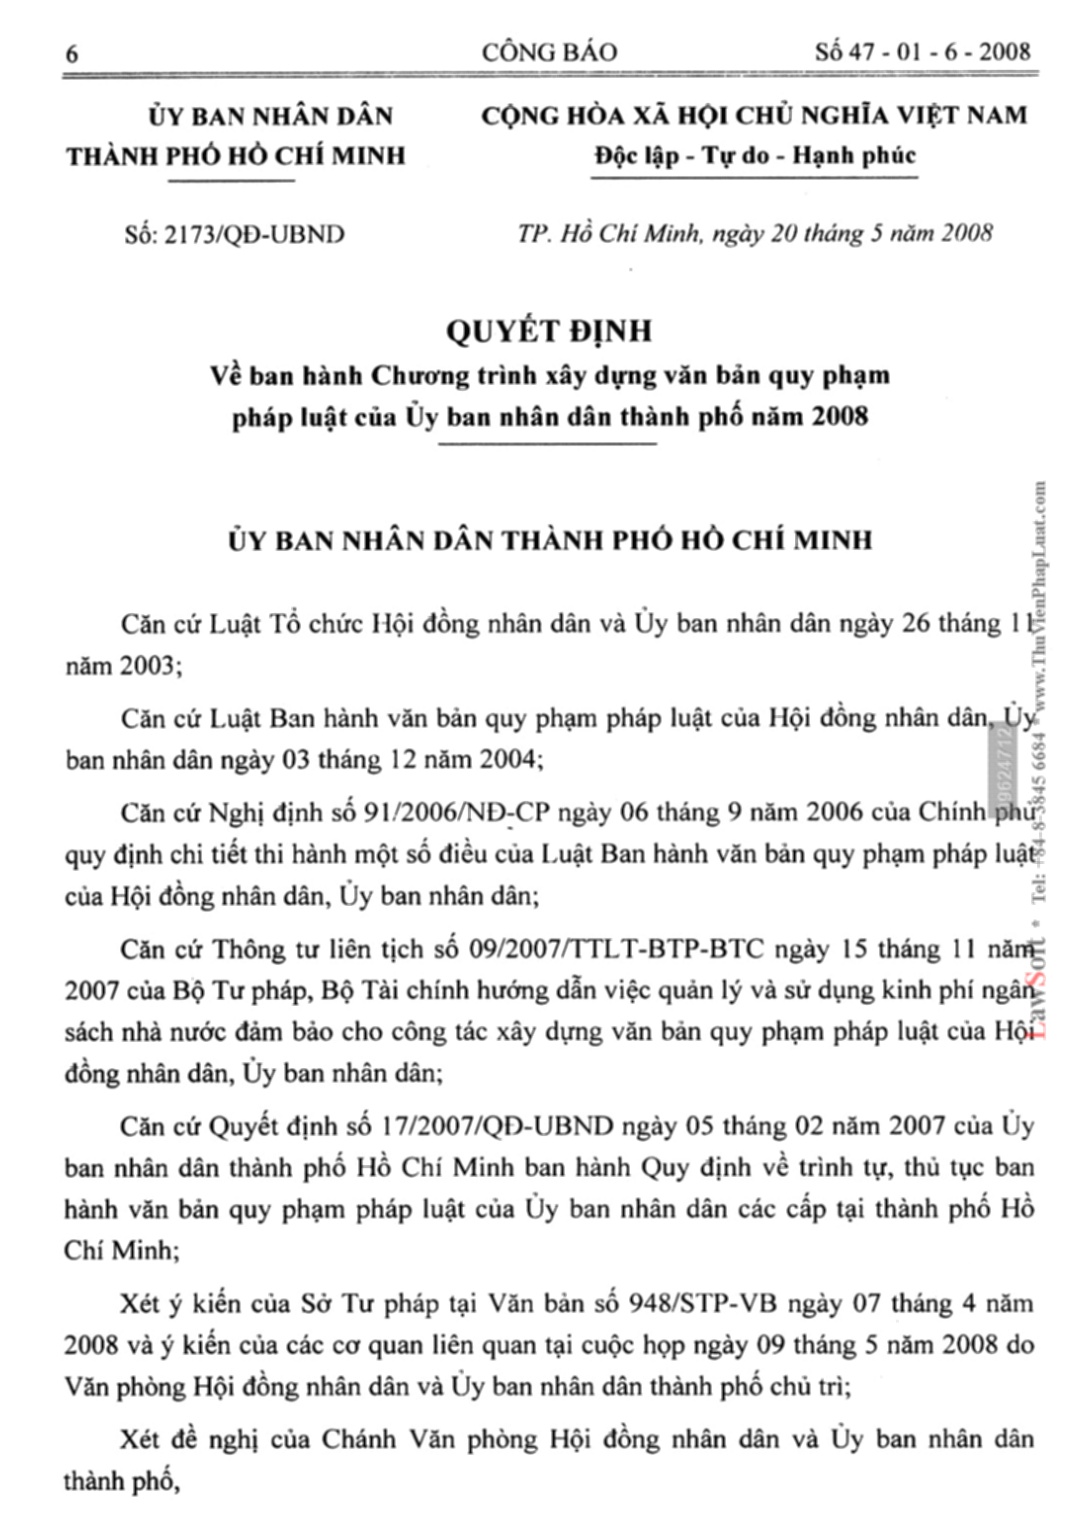 6 CÔNG BÁO Số 47 - 01 - 6 - 2008
ỦY BAN NHÂN DÂN
THÀNH PHỐ HỒ CHÍ MINH
CỘNG HÒA XÃ HỘI CHỦ NGHĨA VIỆT NAM
Độc lập - Tự do - Hạnh phúc
Số: 2173/QĐ-UBND
TP. Hồ Chí Minh, ngày 20 tháng 5 năm 2008
QUYẾT ĐỊNH
Về ban hành Chương trình xây dựng văn bản quy phạm
pháp luật của Ủy ban nhân dân thành phố năm 2008
ỦY BAN NHÂN DÂN THÀNH PHỐ HỒ CHÍ MINH
Căn cứ Luật Tổ chức Hội đồng nhân dân và Ủy ban nhân dân ngày 26 tháng 11
năm 2003;
Căn cứ Luật Ban hành văn bản quy phạm pháp luật của Hội đồng nhân dân, Ủy
ban nhân dân ngày 03 tháng 12 năm 2004;
Căn cứ Nghị định số 91/2006/NĐ-CP ngày 06 tháng 9 năm 2006 của Chính phủ
quy định chi tiết thi hành một số điều của Luật Ban hành văn bản quy phạm pháp luật
của Hội đồng nhân dân, Ủy ban nhân dân;
Căn cứ Thông tư liên tịch số 09/2007/TTLT-BTP-BTC ngày 15 tháng 11 năm
2007 của Bộ Tư pháp, Bộ Tài chính hướng dẫn việc quản lý và sử dụng kinh phí ngân
sách nhà nước đảm bảo cho công tác xây dựng văn bản quy phạm pháp luật của Hội
đồng nhân dân, Ủy ban nhân dân;
Căn cứ Quyết định số 17/2007/QĐ-UBND ngày 05 tháng 02 năm 2007 của Ủy
ban nhân dân thành phố Hồ Chí Minh ban hành Quy định về trình tự, thủ tục ban
hành văn bản quy phạm pháp luật của Ủy ban nhân dân các cấp tại thành phố Hồ
Chí Minh;
Xét ý kiến của Sở Tư pháp tại Văn bản số 948/STP-VB ngày 07 tháng 4 năm
2008 và ý kiến của các cơ quan liên quan tại cuộc họp ngày 09 tháng 5 năm 2008 do
Văn phòng Hội đồng nhân dân và Ủy ban nhân dân thành phố chủ trì;
Xét đề nghị của Chánh Văn phòng Hội đồng nhân dân và Ủy ban nhân dân
thành phố,
LawSoft * Tel: +84-8-3845 6684 * www.ThuVienPhapLuat.com